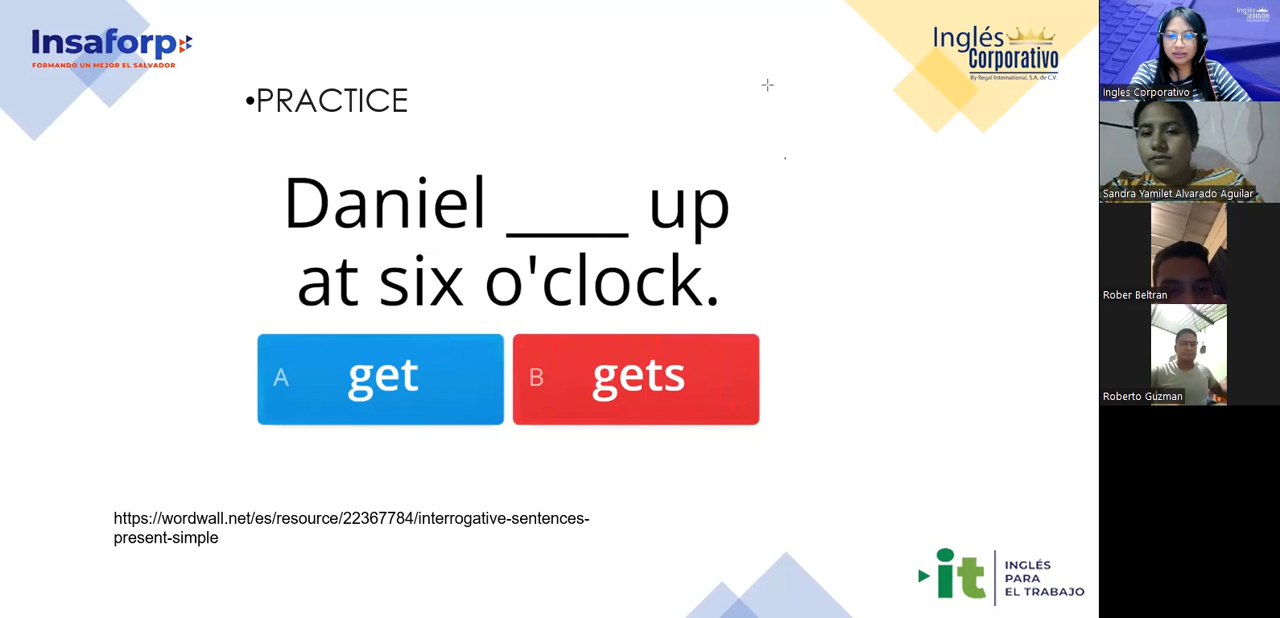 Insaforp
FORMANDO UN MEJOR EL SALVADOR
Inglés
Corporativo
By Regal International, S.A. de C.V.
•PRACTICE
Daniel ____ up
at six o'clock.
A get
B gets
https://wordwall.net/es/resource/22367784/interrogative-sentences-
present-simple
it
INGLÉS
PARA
EL TRABAJO
Ingles Corporativo
Sandra Yamilet Alvarado Aguilar
Rober Beltran
Roberto Guzman